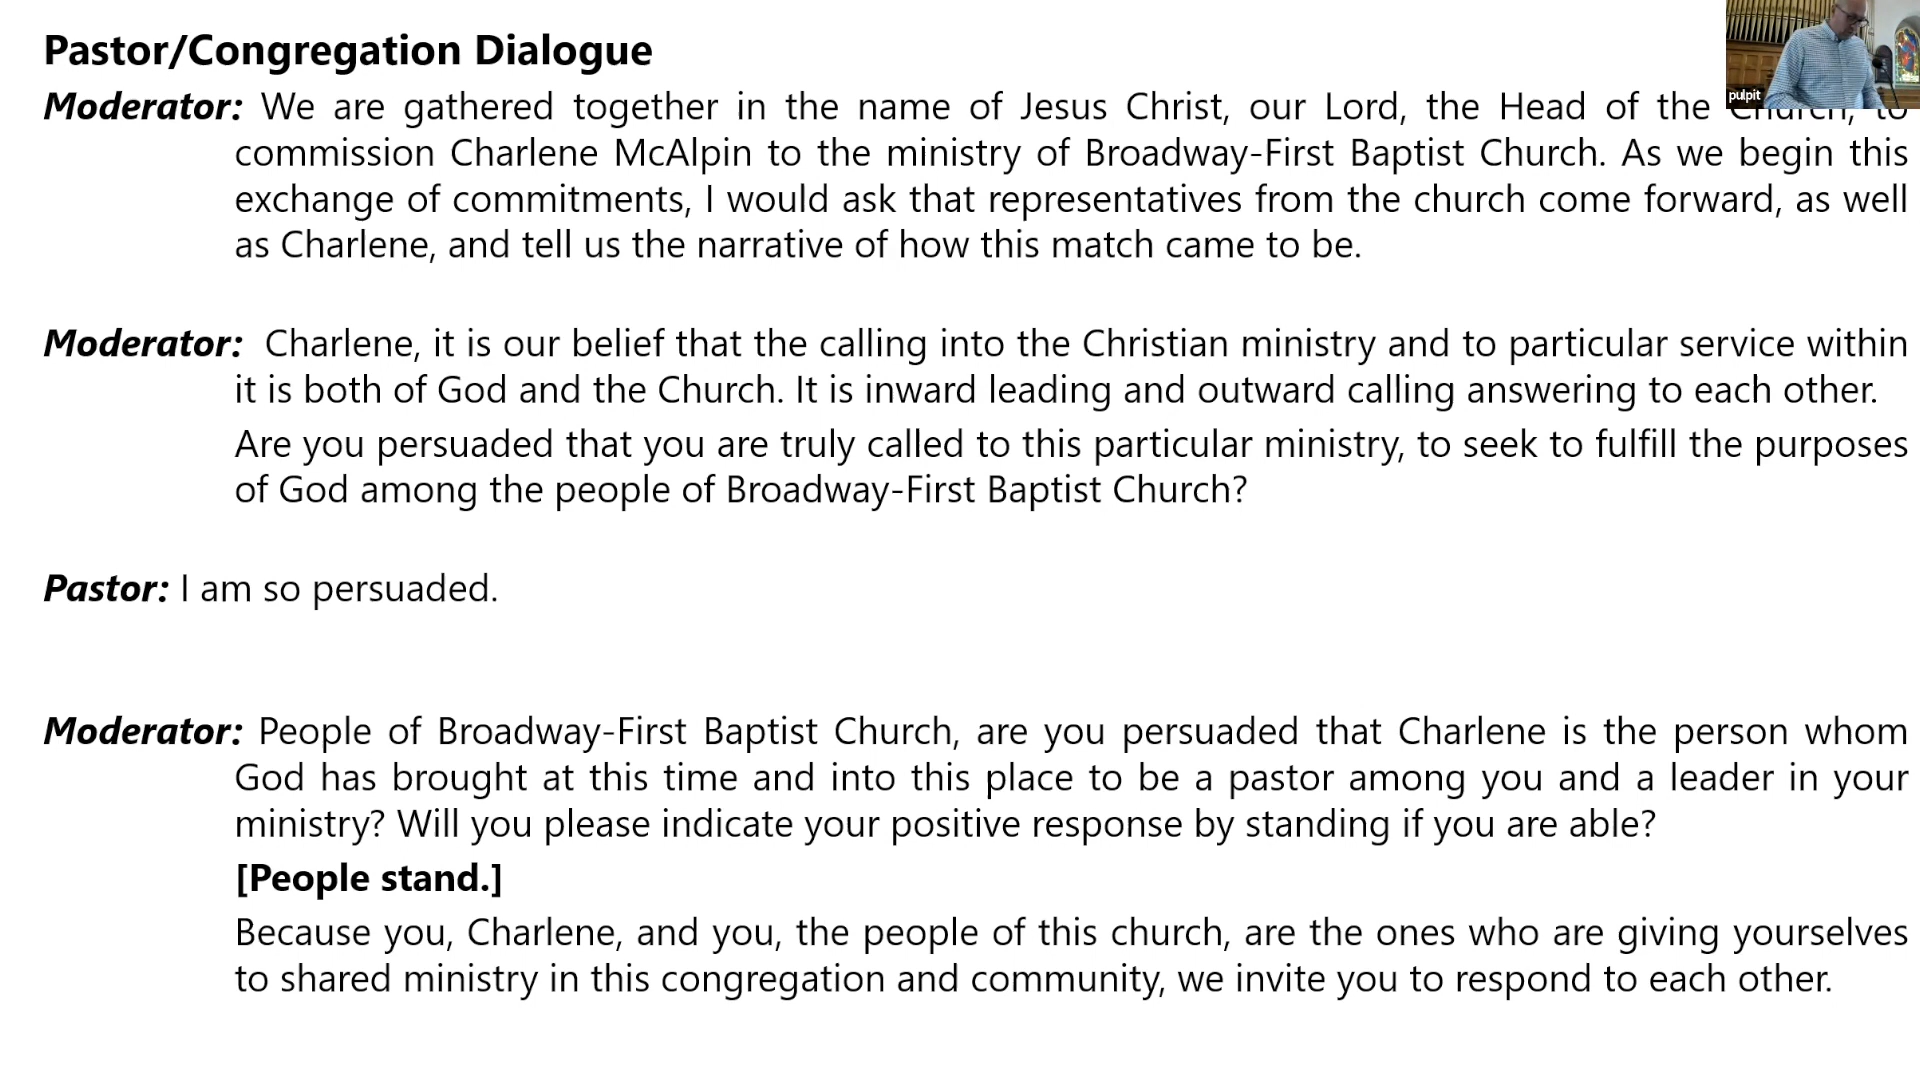 Pastor/Congregation Dialogue
pulpit
Moderator: We are gathered together in the name of Jesus Christ, our Lord, the Head of the Church, to
commission Charlene McAlpin to the ministry of Broadway-First Baptist Church. As we begin this
exchange of commitments, I would ask that representatives from the church come forward, as well
as Charlene, and tell us the narrative of how this match came to be.
Moderator: Charlene, it is our belief that the calling into the Christian ministry and to particular service within
it is both of God and the Church. It is inward leading and outward calling answering to each other.
Are you persuaded that you are truly called to this particular ministry, to seek to fulfill the purposes
of God among the people of Broadway-First Baptist Church?
Pastor: I am so persuaded.
Moderator: People of Broadway-First Baptist Church, are you persuaded that Charlene is the person whom
God has brought at this time and into this place to be a pastor among you and a leader in your
ministry? Will you please indicate your positive response by standing if you are able?
[People stand.]
Because you, Charlene, and you, the people of this church, are the ones who are giving yourselves
to shared ministry in this congregation and community, we invite you to respond to each other.